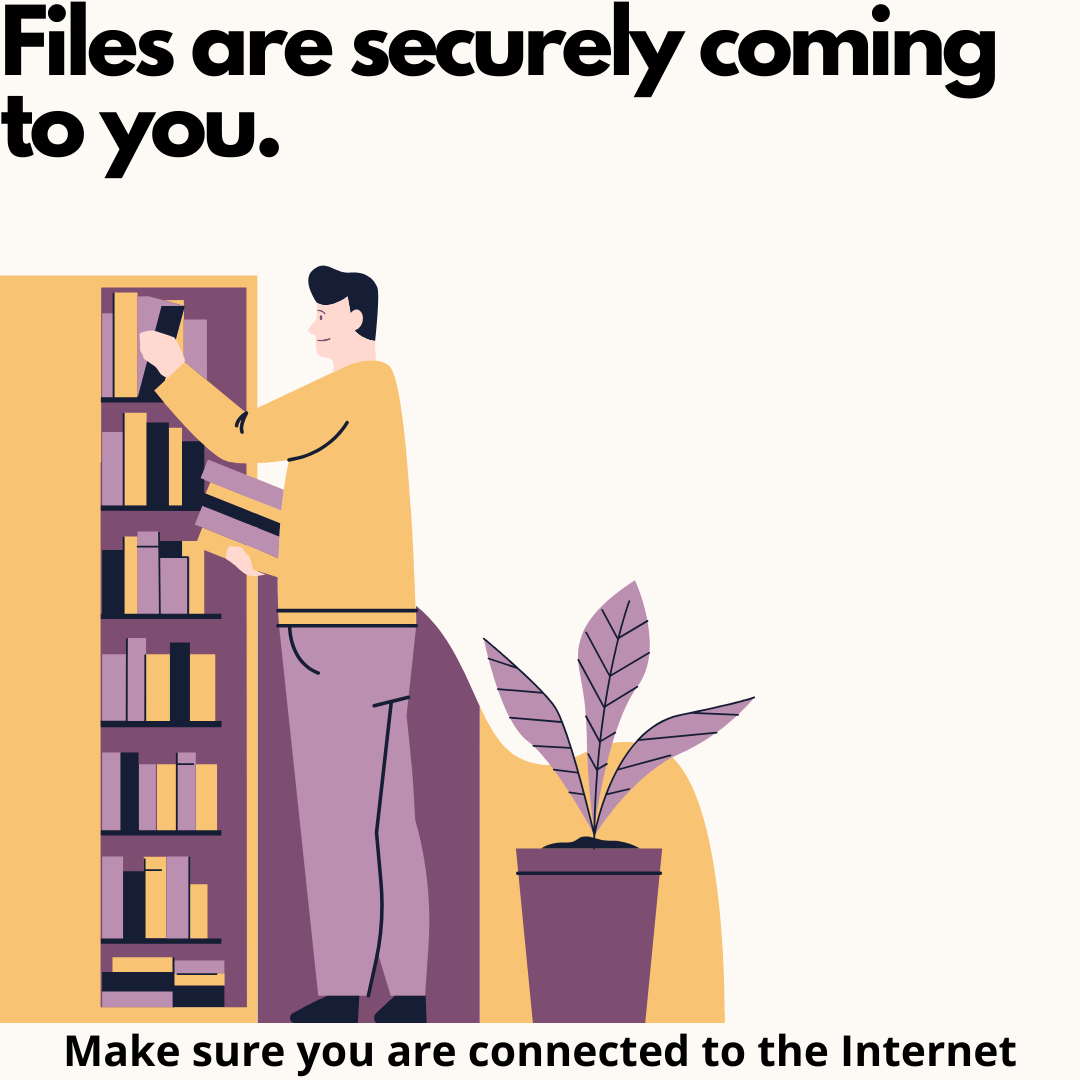 Files are securely coming
to you.
Make sure you are connected to the Internet